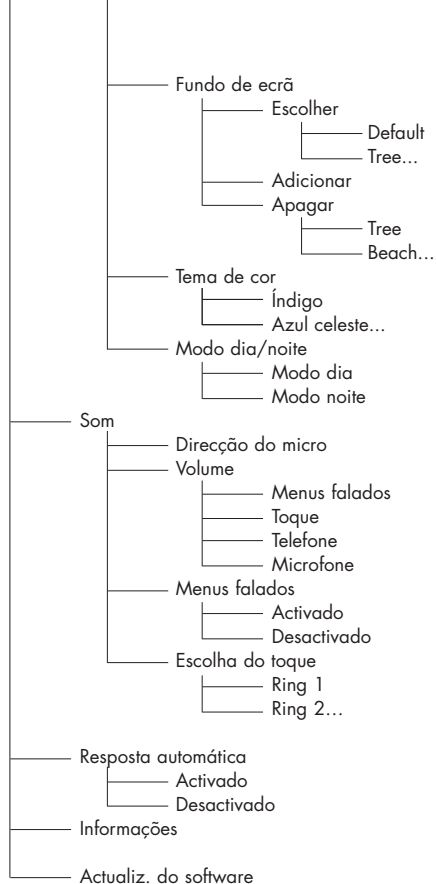 Fundo de ecrã
Escolher
Default
Tree...
Adicionar
Apagar
Tree
Beach...
Tema de cor
Índigo
Azul celeste...
Modo dia/noite
Modo dia
Modo noite
Som
Direcção do micro
Volume
Menus falados
Toque
Telefone
Microfone
Menus falados
Activado
Desactivado
Escolha do toque
Ring 1
Ring 2...
Resposta automática
Activado
Desactivado
Informações
Actualiz. do software